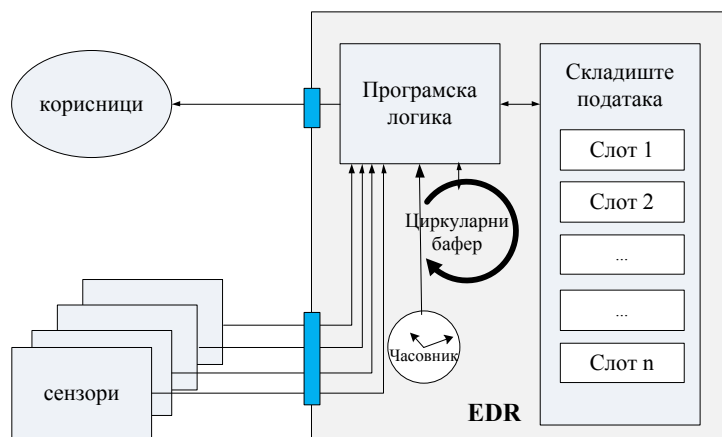 корисници
Програмска
логика
Складиште
података
Слот 1
Слот 2
...
...
Слот n
Циркуларни
бафер
Часовник
сензори
EDR